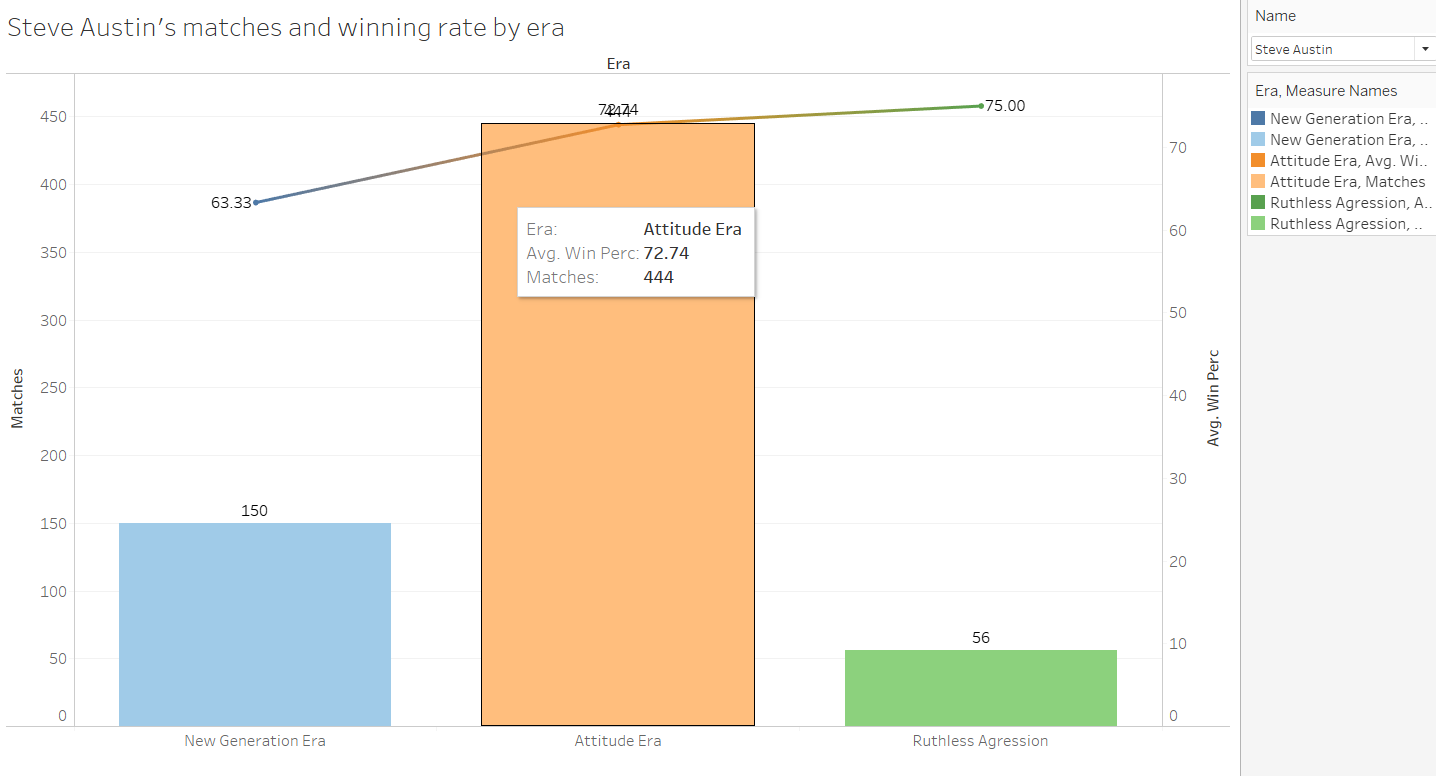 Steve Austin's matches and winning rate by era
Era
450
400
350
300
250
200
150
100
50
0
Matches
63.33
72.74
444
75.00
Era: Attitude Era
Avg. Win Perc: 72.74
Matches: 444
150
56
70
60
50
40
30
20
10
0
Avg. Win Perc
New Generation Era
Attitude Era
Ruthless Agression
Name
Steve Austin
Era, Measure Names
New Generation Era, ..
New Generation Era, ..
Attitude Era, Avg. Wi..
Attitude Era, Matches
Ruthless Agression, A..
Ruthless Agression, ..